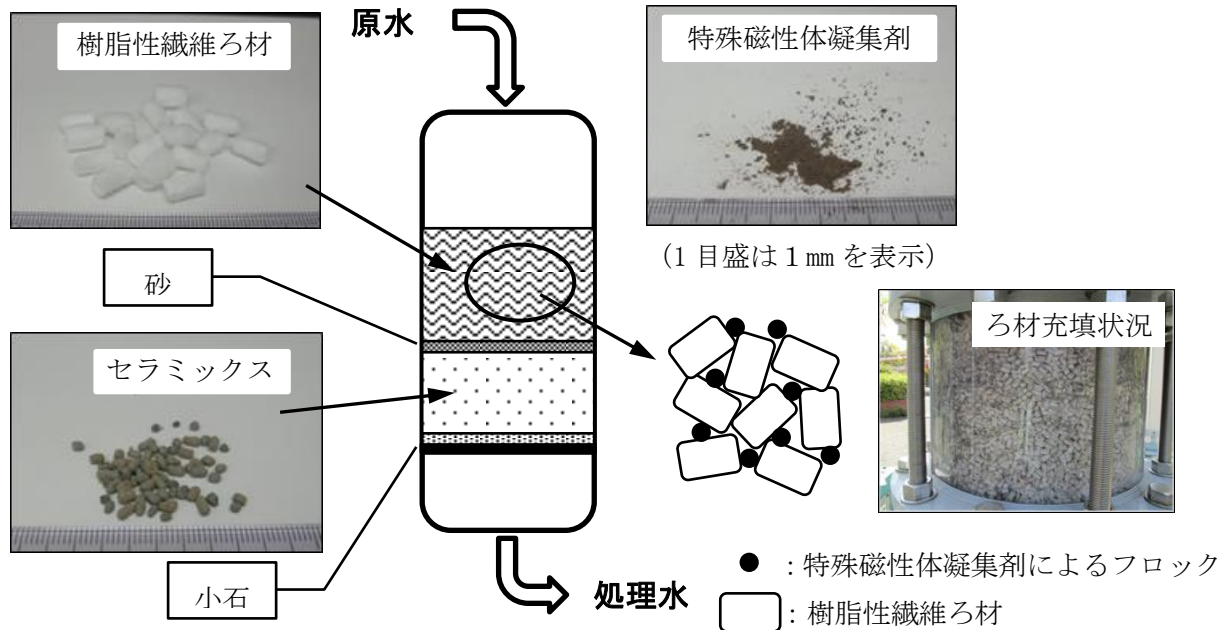 樹脂性繊維ろ材
原水
特殊磁性体凝集剤
(1目盛は1㎜を表示)
砂
ろ材充填状況
セラミックス
小石
処理水
●:特殊磁性体凝集剤によるフロック
:樹脂性繊維ろ材